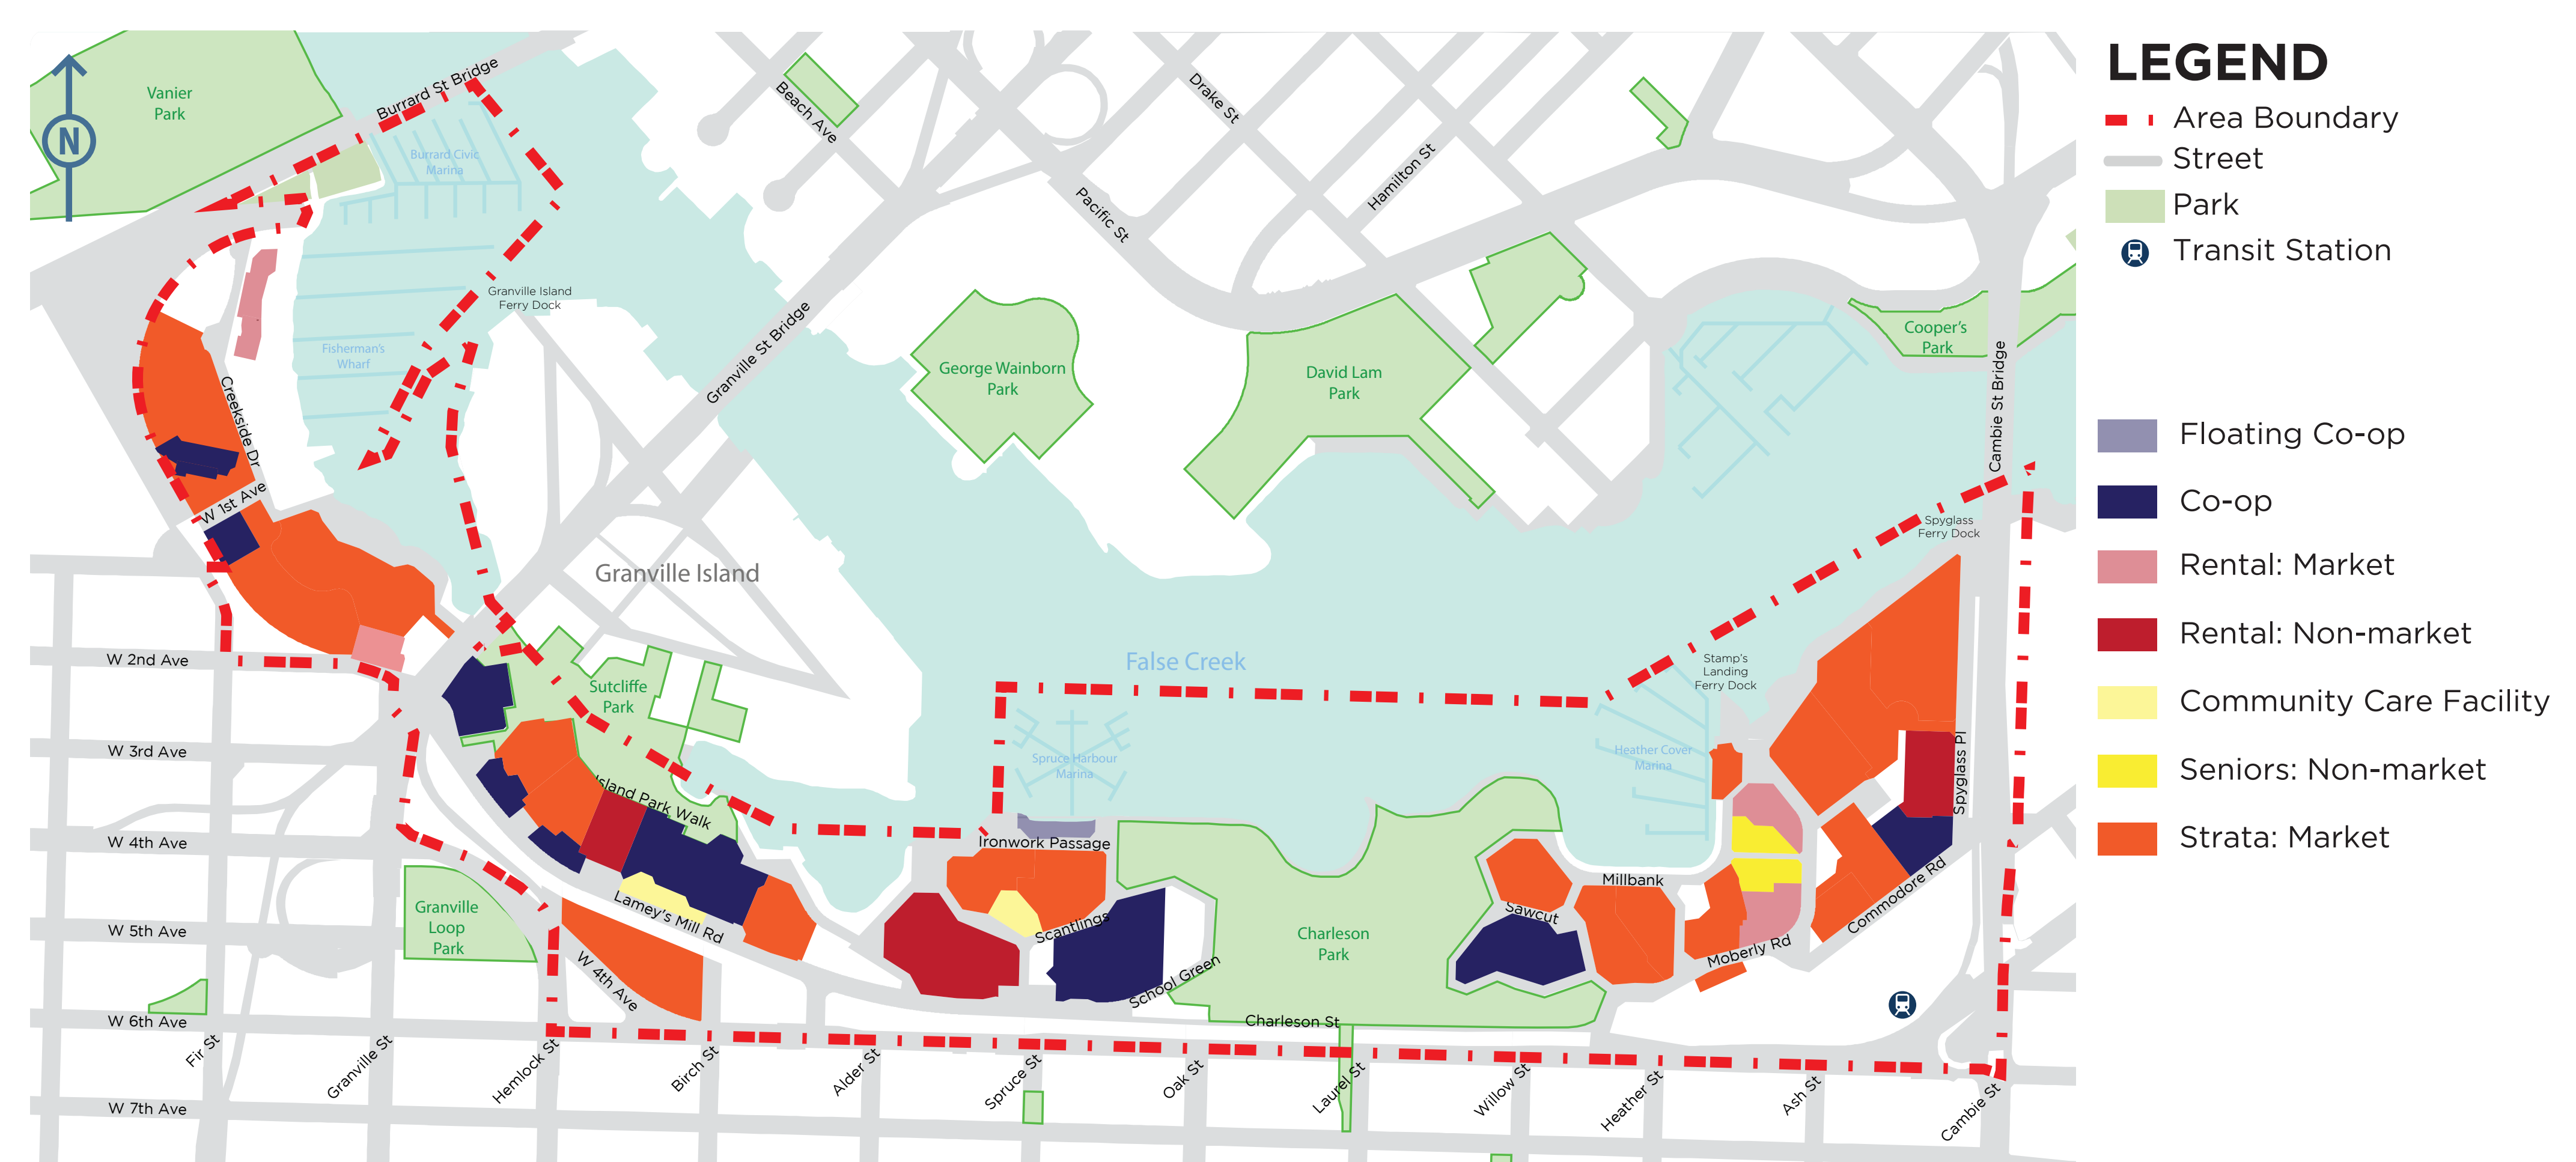 LEGEND
Area Boundary
Street
Park
Transit Station
Floating Co-op
Co-op
Rental: Market
Rental: Non-market
Community Care Facility
Seniors: Non-market
Strata: Market
N
Vanier
Park
Burrard St Bridge
Burrard Civic
Marina
Beach Ave
Drake St
Hamilton St
Pacific St
Granville Island
Ferry Dock
Fisherman's
Wharf
Granville St Bridge
George Wainborn
Park
David Lam
Park
Cooper's
Park
Cambie St Bridge
Creekside Dr
W 1st Ave
Spyglass
Ferry Dock
Granville Island
W 2nd Ave
Sutcliffe
Park
False Creek
Stamp's
Landing
Ferry Dock
W 3rd Ave
Spruce Harbour
Marina
Heather Cover
Marina
Spyglass Pl
Island Park Walk
W 4th Ave
Ironwork Passage
Millbank
Lamey's Mill Rd
Granville
Loop
Park
W 5th Ave
Scantlings
Sawcut
Charleson
Park
Commodore Rd
Moberly Rd
School Green
W 4th Ave
W 6th Ave
Charleson St
Fir St
Granville St
Hemlock St
Birch St
Alder St
Spruce St
Oak St
Laurel St
Willow St
Heather St
Ash St
Cambie St
W 7th Ave